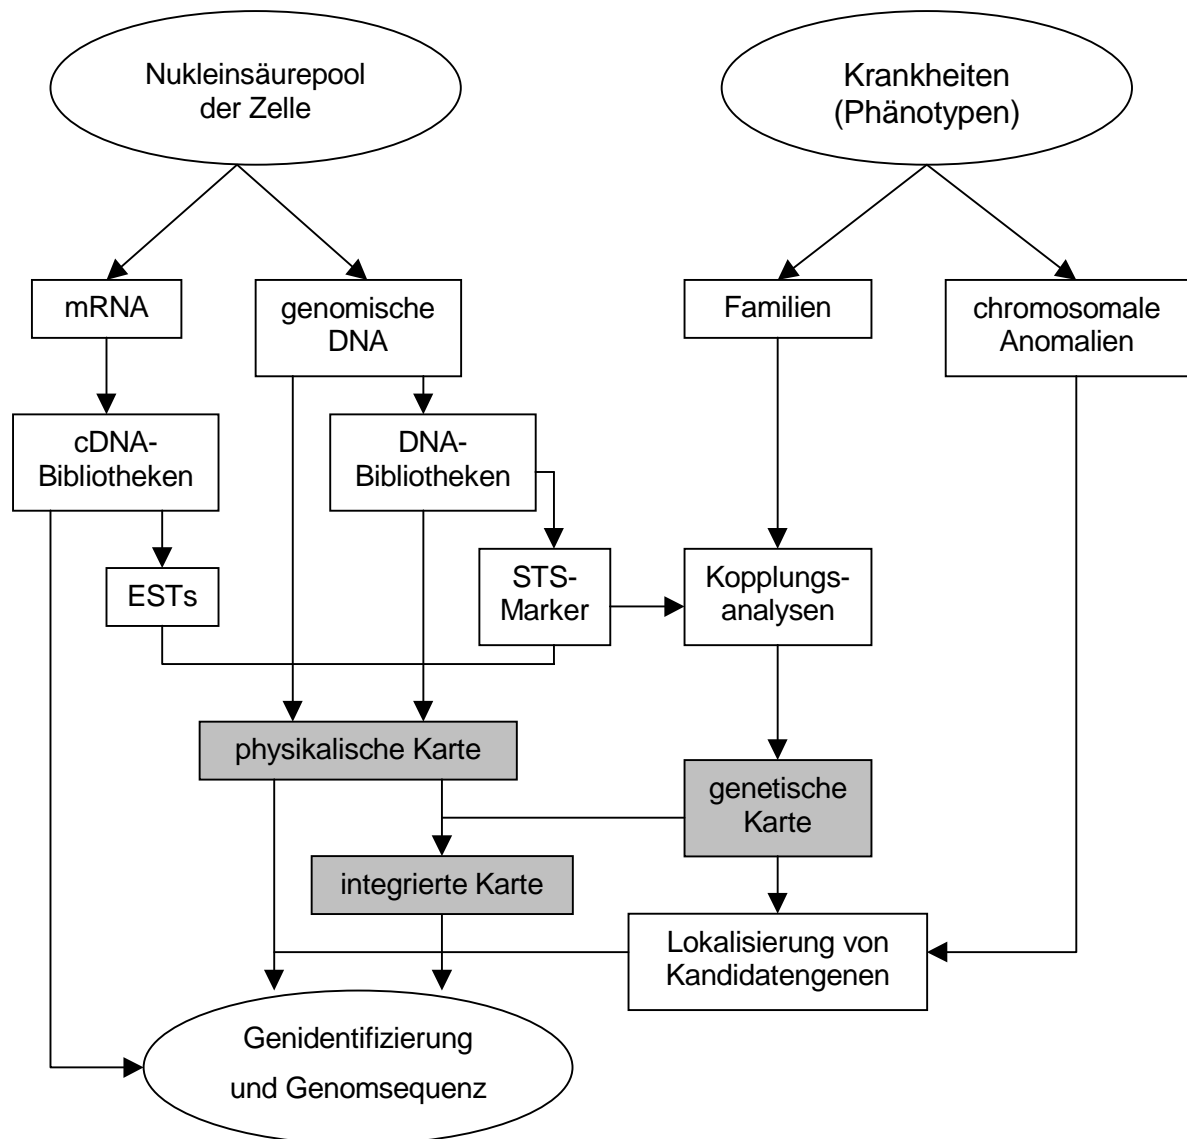 Nukleinsäurepool
der Zelle
Krankheiten
(Phänotypen)
mRNA
genomische
DNA
Familien
chromosomale
Anomalien
cDNA-
Bibliotheken
DNA-
Bibliotheken
ESTs
STS-
Marker
Kopplungs-
analysen
physikalische Karte
genetische
Karte
integrierte Karte
Lokalisierung von
Kandidatengenen
Genidentifizierung
und Genomsequenz